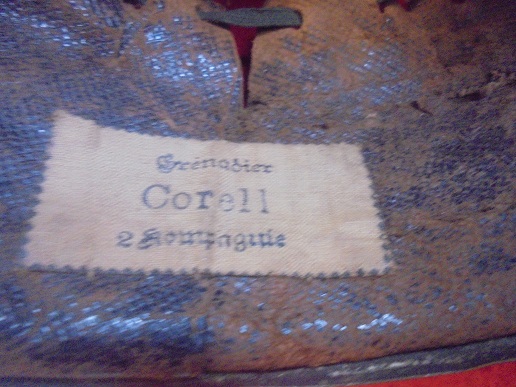 Grenadier
Corell
2 Kompagnie